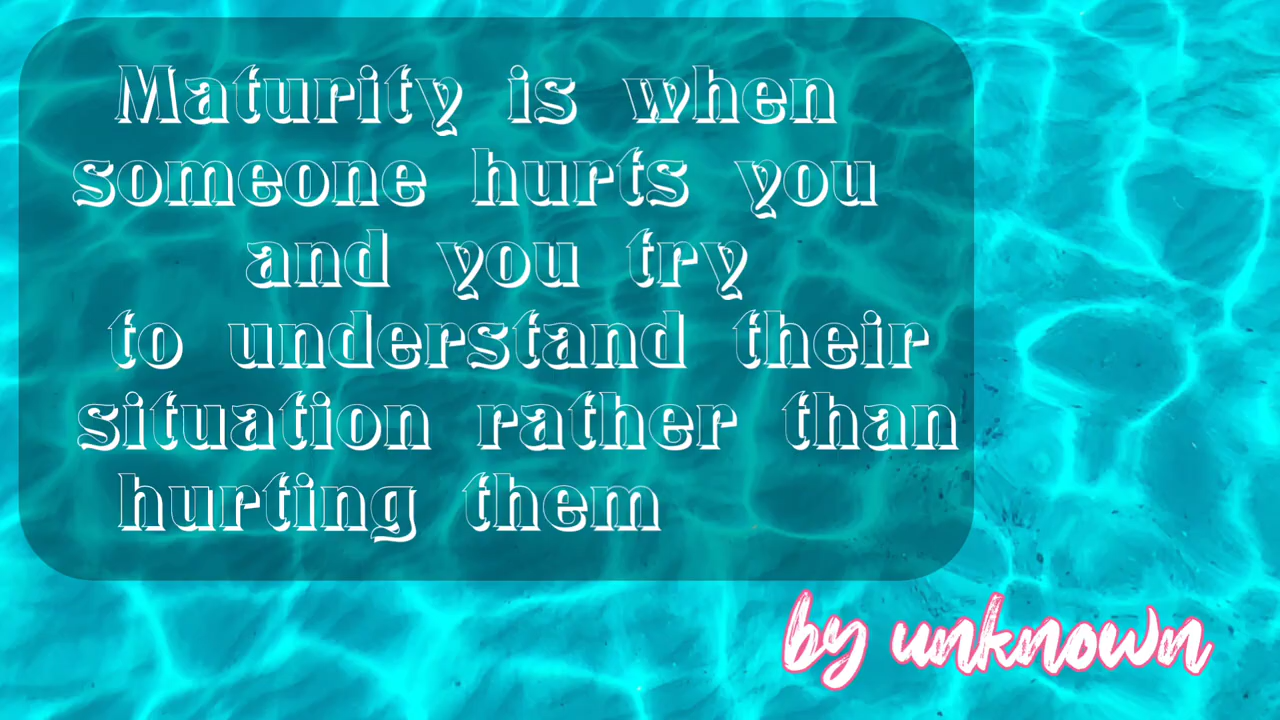 Maturity is when
someone hurts you
and you try
to understand their
situation rather than
hurting them
by unknown